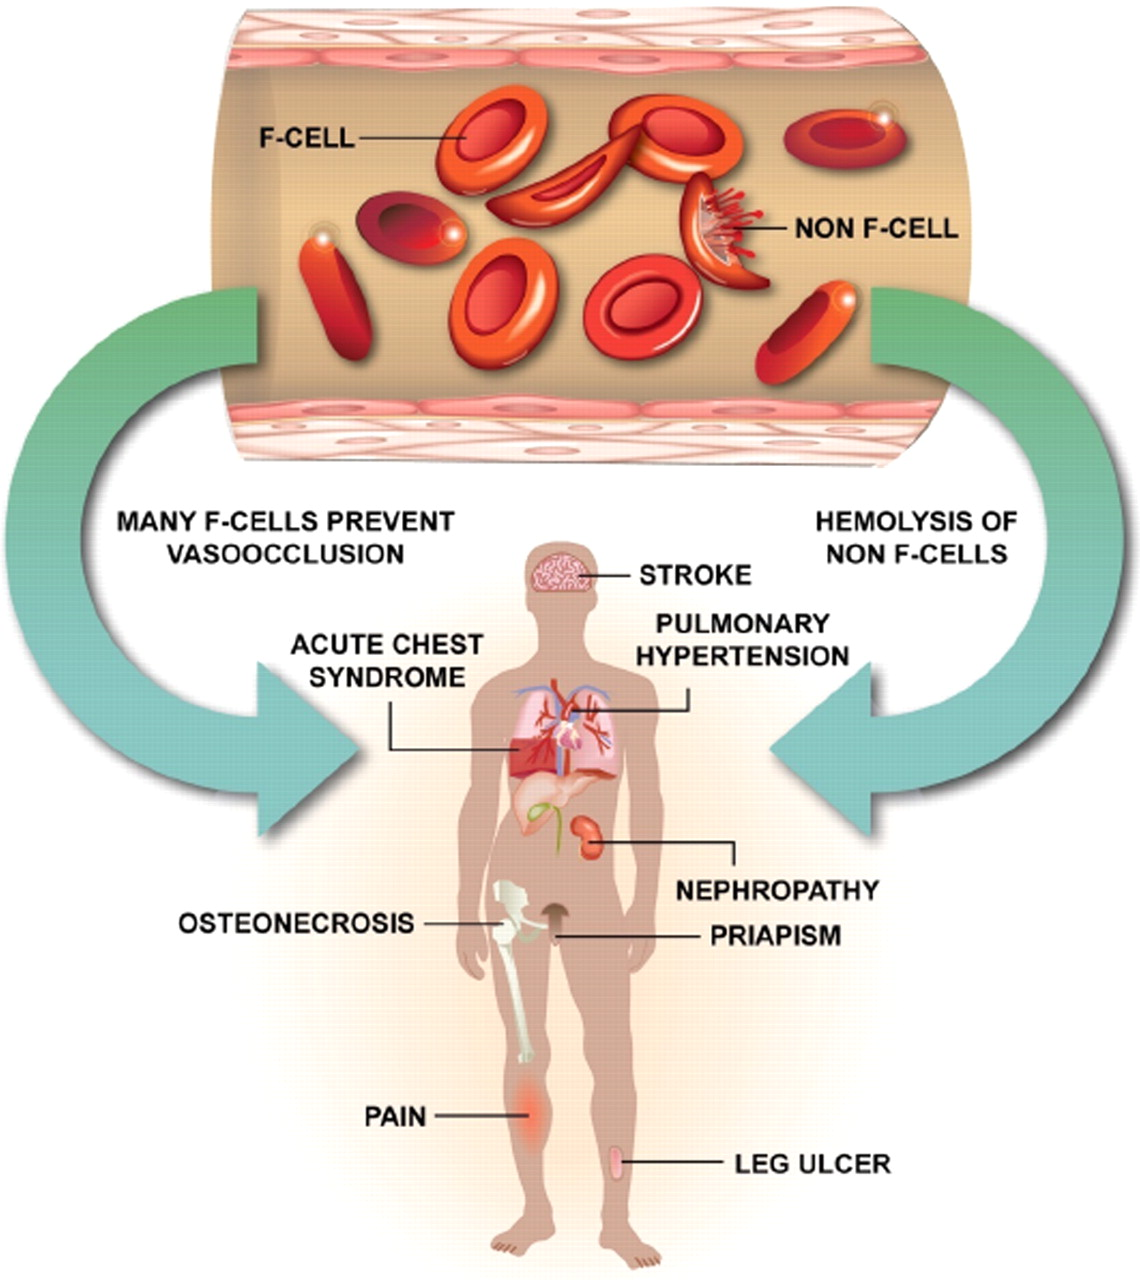 F-CELL
NON F-CELL
MANY F-CELLS PREVENT
VASOOCCLUSION
HEMOLYSIS OF
NON F-CELLS
STROKE
PULMONARY
HYPERTENSION
ACUTE CHEST
SYNDROME
NEPHROPATHY
OSTEONECROSIS
PRIAPISM
PAIN
LEG ULCER